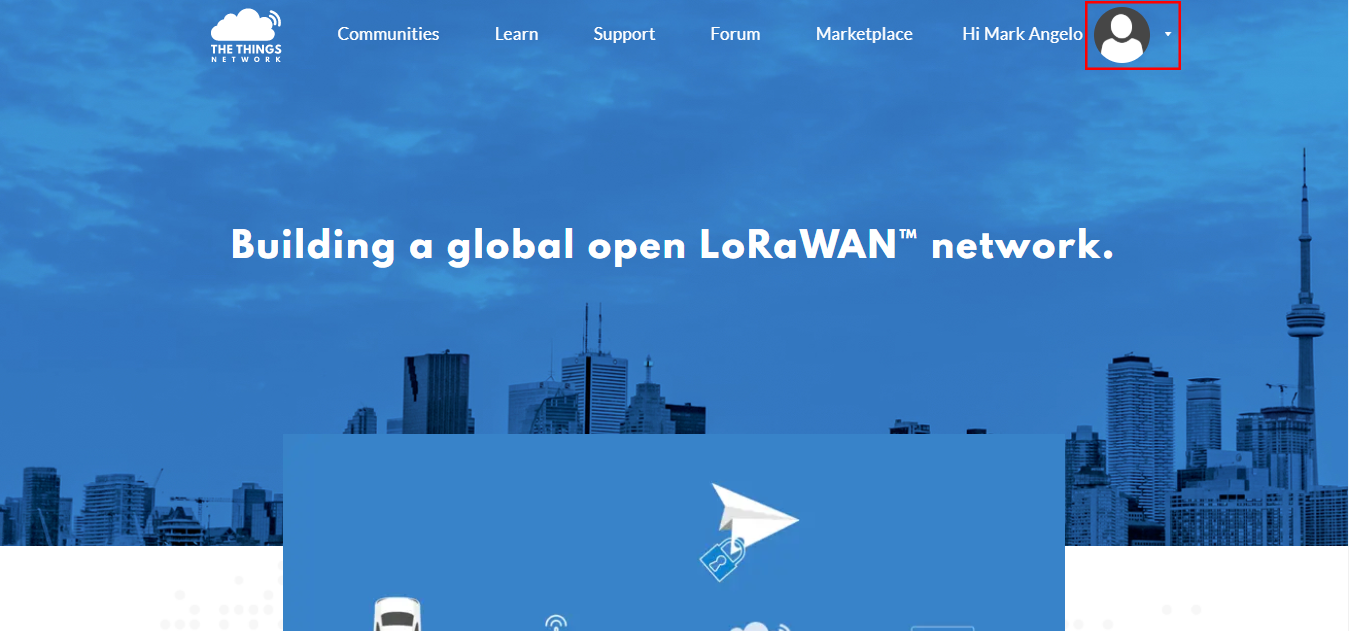 THE THINGS
NETWORK
Communities
Learn
Support
Forum
Marketplace
Hi Mark Angelo
Building a global open LoRaWAN™ network.